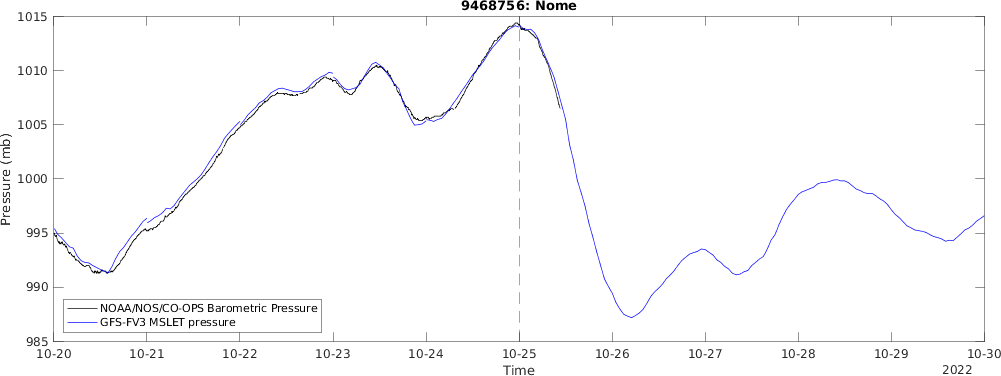 9468756: Nome
1015
1010
1005
1000
995
990
985
Pressure (mb)
NOAA/NOS/CO-OPS Barometric Pressure
GFS-FV3 MSLET pressure
10-20 10-21 10-22 10-23 10-24 10-25 10-26 10-27 10-28 10-29 10-30
Time
2022